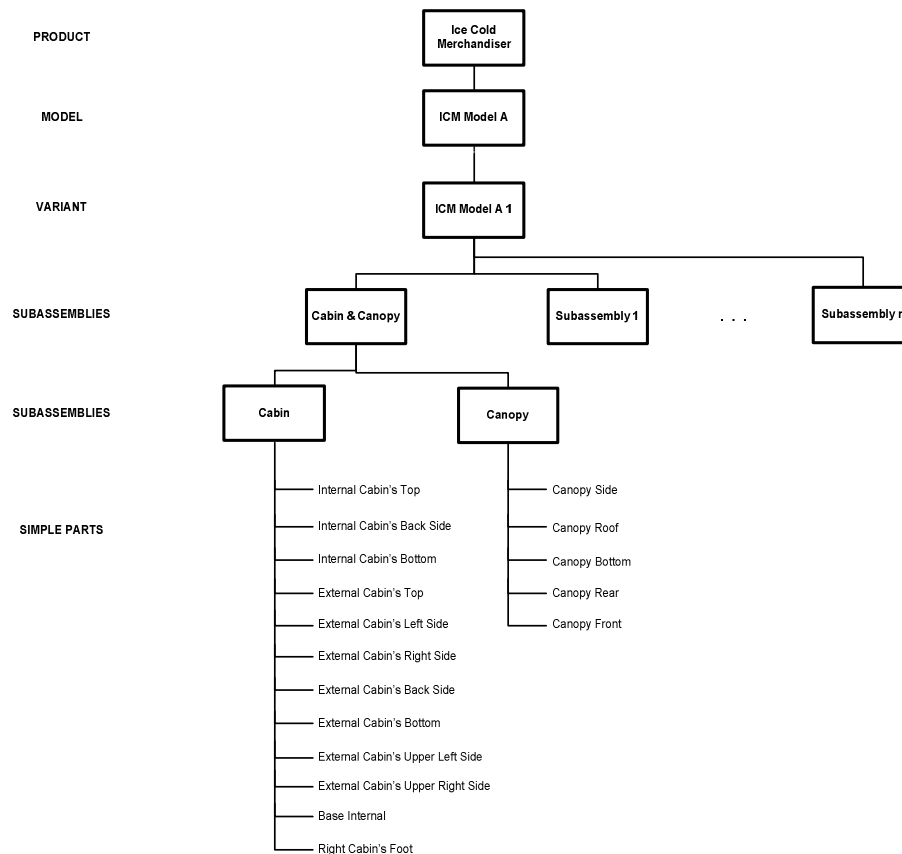 PRODUCT
Ice Cold
Merchandiser
MODEL
ICM Model A
VARIANT
ICM Model A 1
SUBASSEMBLIES
Cabin & Canopy
Subassembly 1
. . .
Subassembly n
SUBASSEMBLIES
Cabin
Canopy
SIMPLE PARTS
Internal Cabin's Top
Internal Cabin's Back Side
Internal Cabin's Bottom
External Cabin's Top
External Cabin's Left Side
External Cabin's Right Side
External Cabin's Back Side
External Cabin's Bottom
External Cabin's Upper Left Side
External Cabin's Upper Right Side
Base Internal
Right Cabin's Foot
Canopy Side
Canopy Roof
Canopy Bottom
Canopy Rear
Canopy Front